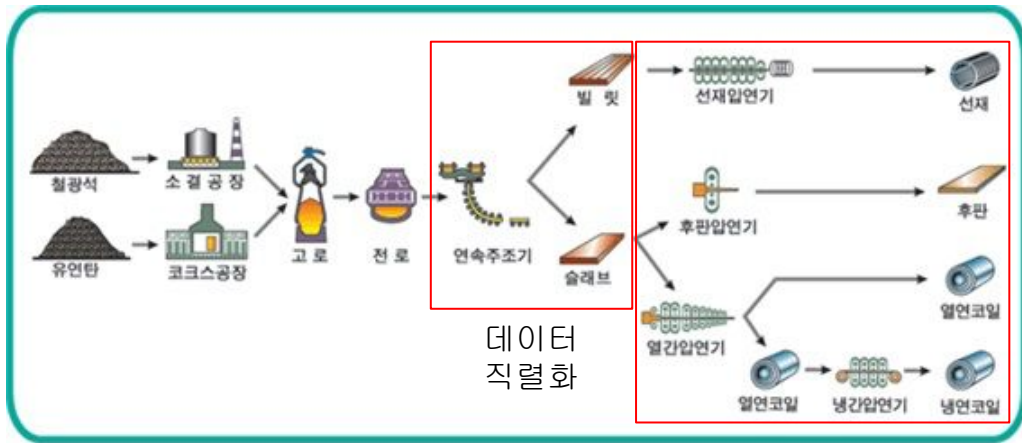 빌 릿
선재압연기
선재
철광석
소결공장
유연탄
코크스공장
고로
전로
연속주조기
슬래브
후판압연기
후판
열간압연기
열연코일
열연코일
냉간압연기
냉연코일
데이터
직렬화